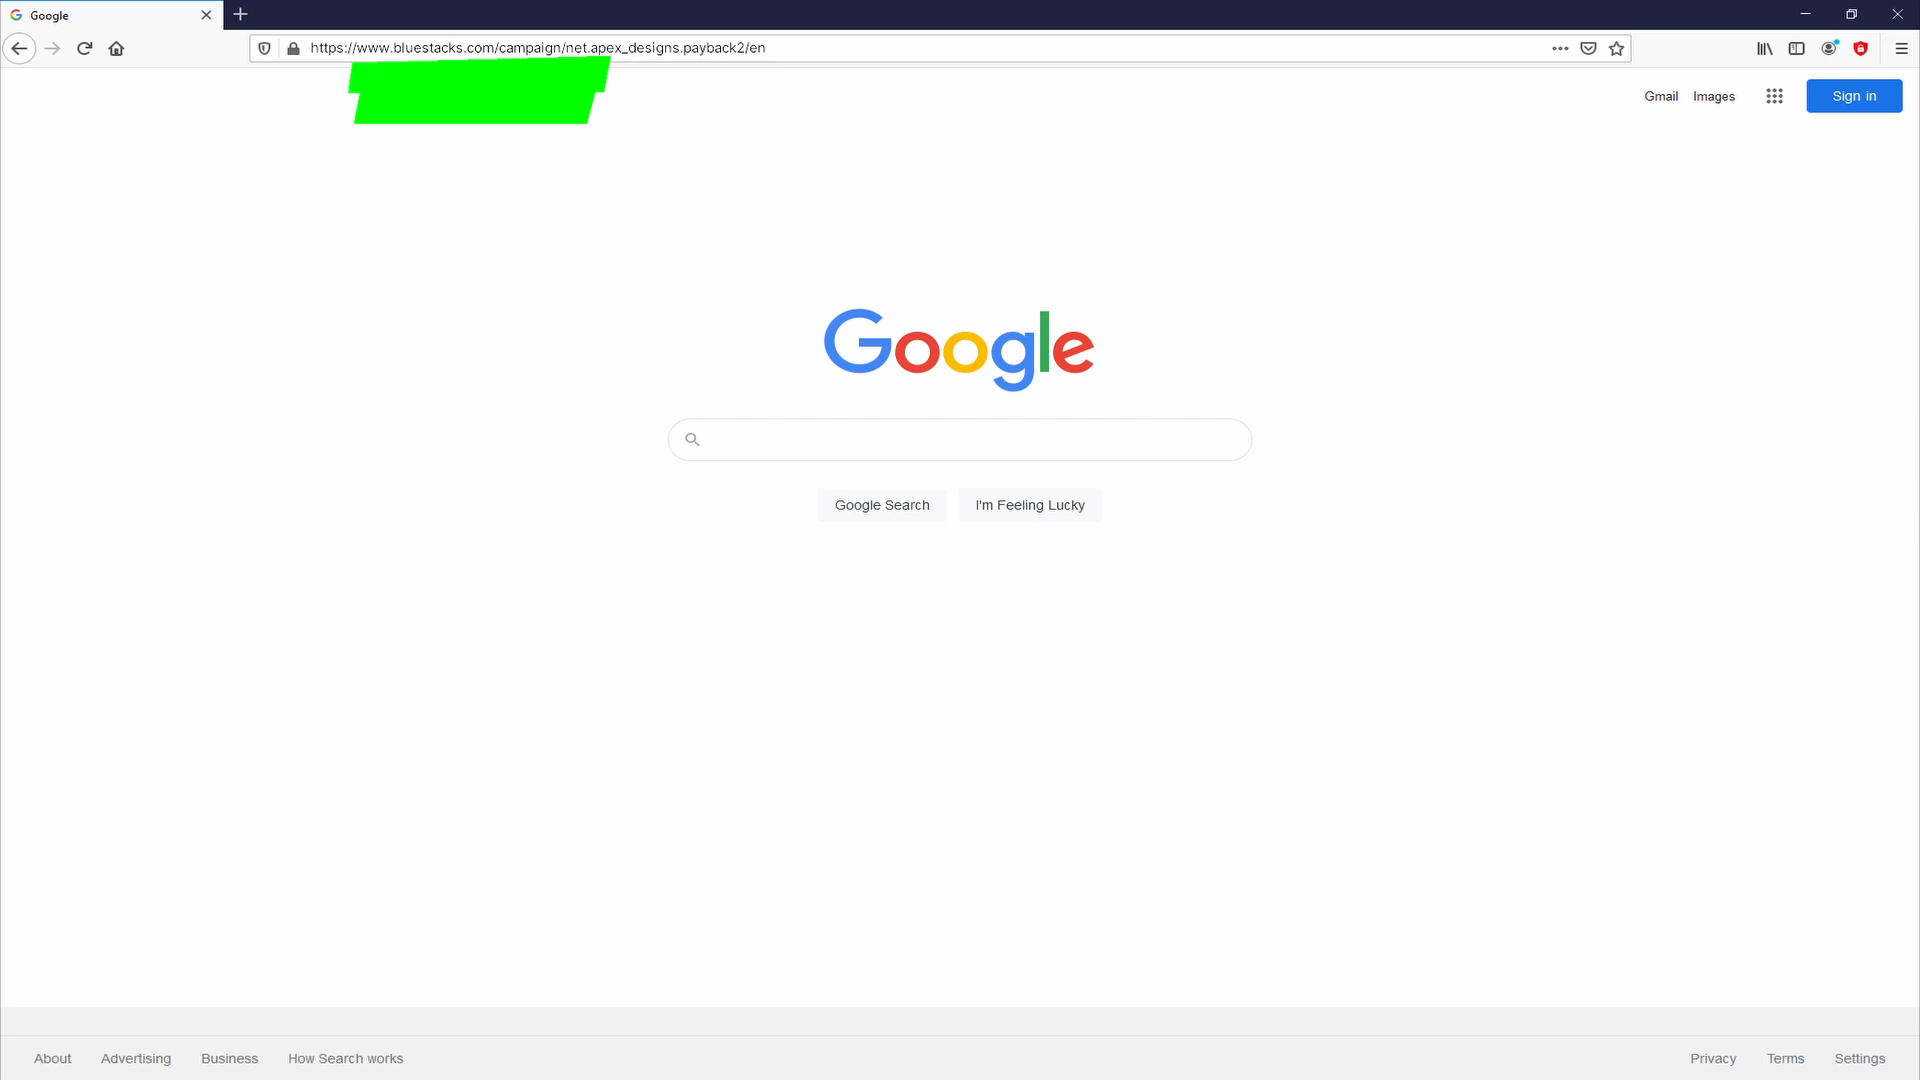 Google
https://www.bluestacks.com/campaign/net.apex_designs.payback2/en
Gmail Images Sign in
Google
Google Search I'm Feeling Lucky
About Advertising Business How Search works Privacy Terms Settings